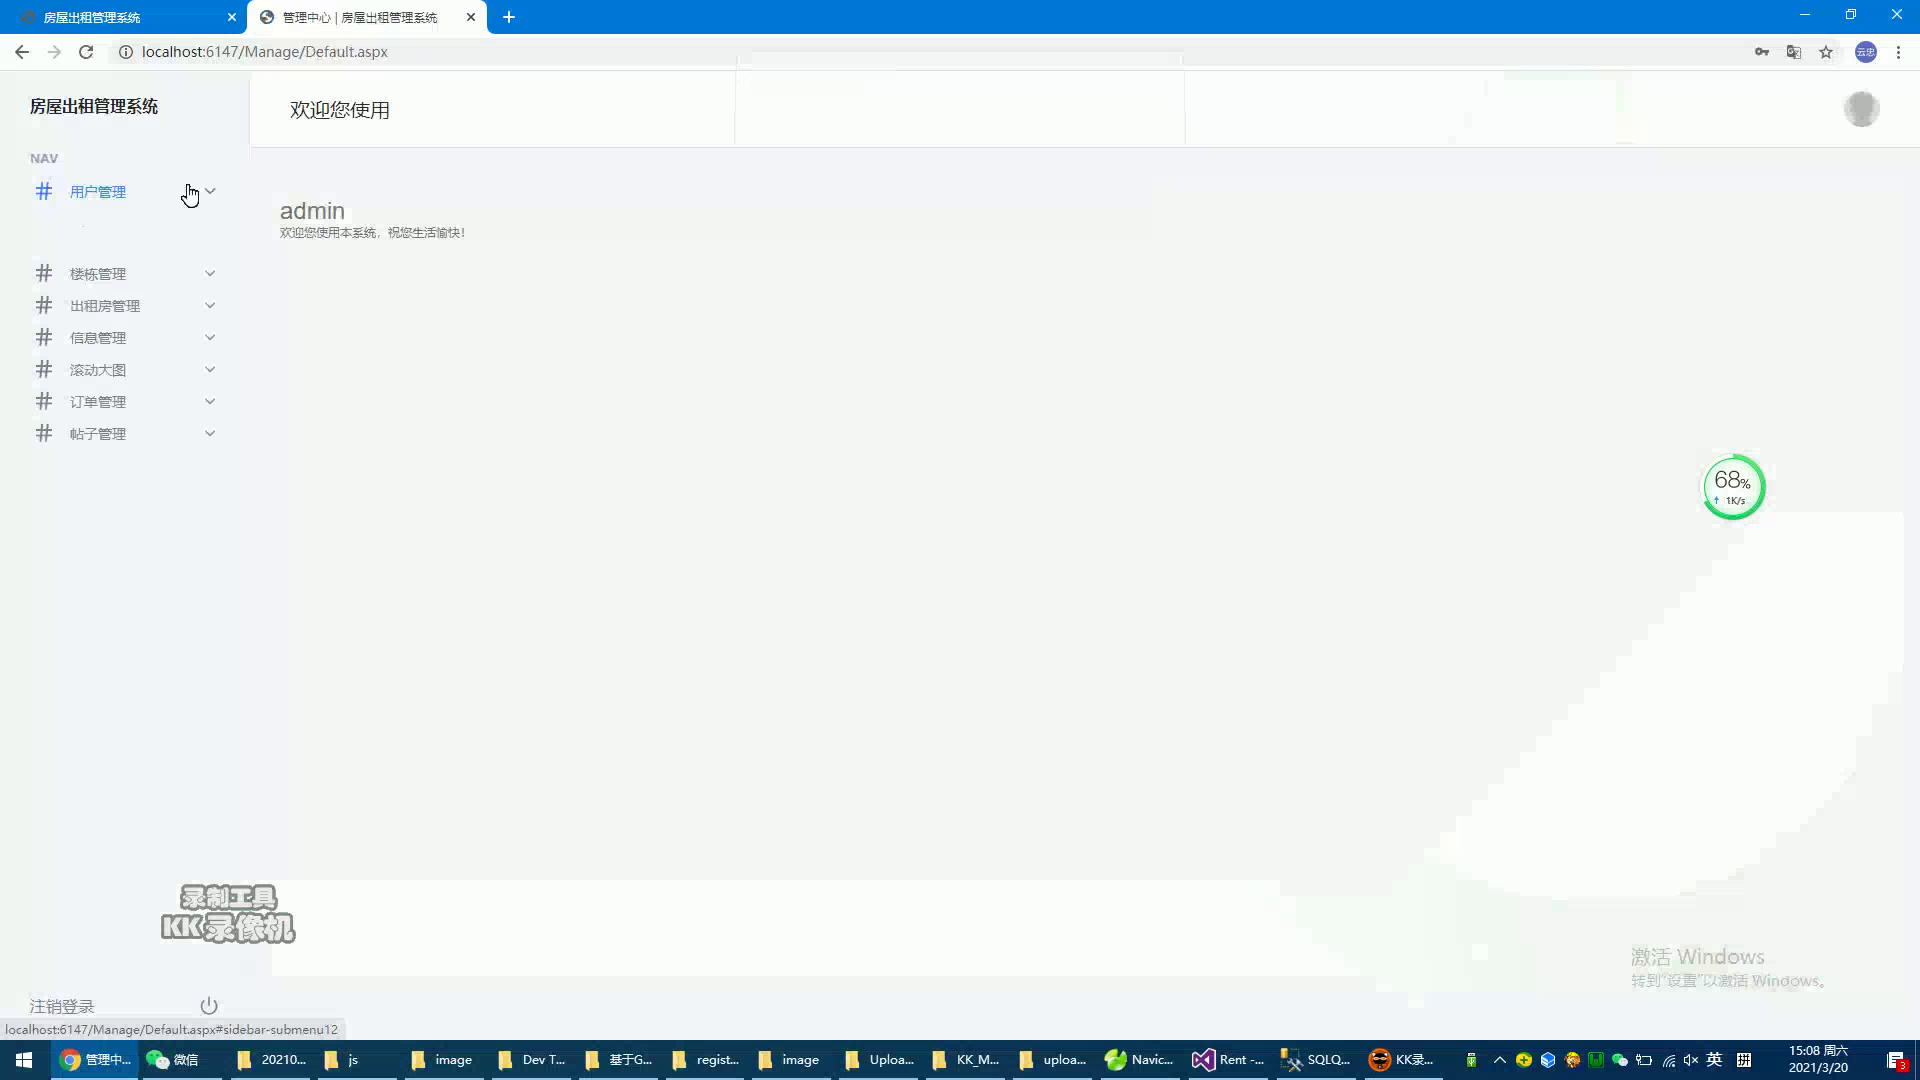 房屋出租管理系统
管理中心 | 房屋出租管理系统
localhost:6147/Manage/Default.aspx
云忠
房屋出租管理系统
欢迎您使用
NAV
用户管理
admin
欢迎您使用本系统，祝您生活愉快！
楼栋管理
出租房管理
信息管理
滚动大图
订单管理
帖子管理
68%
1K/s
录制工具
KK录像机
激活 Windows
转到"设置"以激活 Windows。
注销登录
localhost:6147/Manage/Default.aspx#sidebar-submenu12
管理中...
微信
20210...
js
image
Dev T...
基于G...
regist...
image
Uploa...
KK_M...
uploa...
Navic...
Rent -...
SQLQ...
KK录...
英
拼
15:08 周六
2021/3/20
3